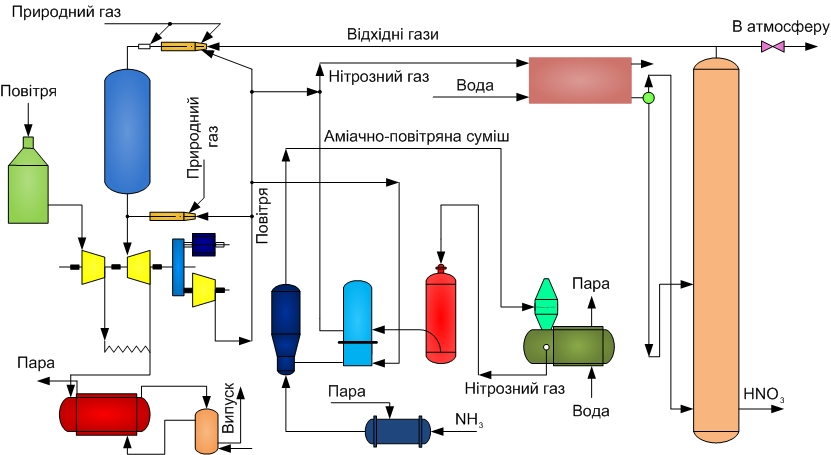 Природний газ
Відхідні гази
В атмосферу
Нітрозний газ
Вода
Повітря
Природний
газ
Аміачно-повітряна суміш
Повітря
Пара
Пара
Випуск
Пара
NH₃
Нітрозний газ
Вода
HNO₃